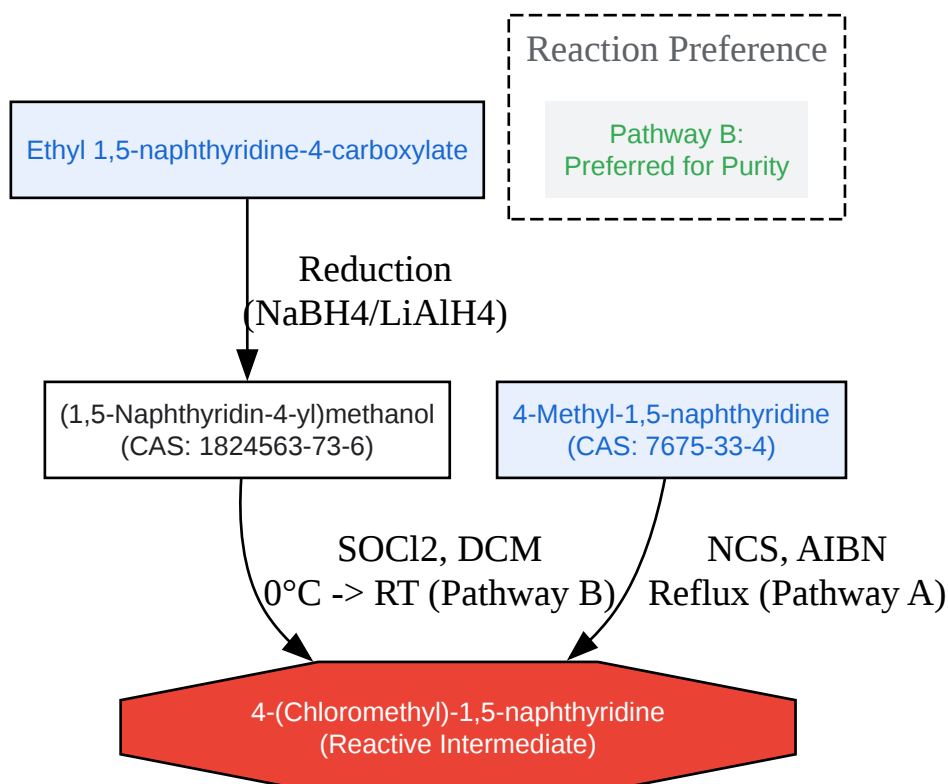 Reaction Preference
Pathway B:
Preferred for Purity
Ethyl 1,5-naphthyridine-4-carboxylate
Reduction
(NaBH4/LiAlH4)
(1,5-Naphthyridin-4-yl)methanol
(CAS: 1824563-73-6)
4-Methyl-1,5-naphthyridine
(CAS: 7675-33-4)
SOCl2, DCM
0°C -> RT (Pathway B)
NCS, AIBN
Reflux (Pathway A)
4-(Chloromethyl)-1,5-naphthyridine
(Reactive Intermediate)